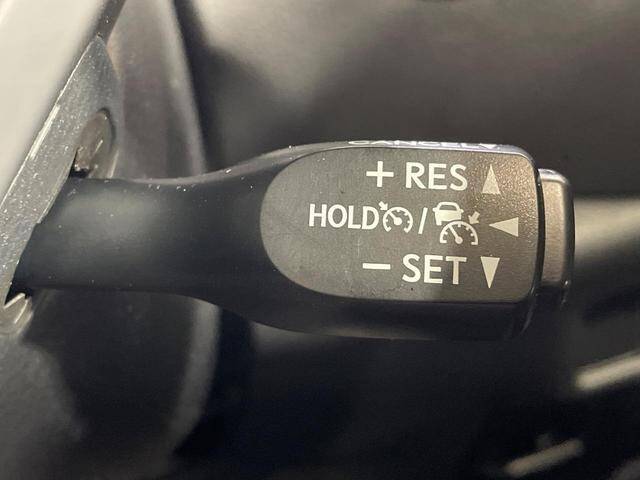 + RES
HOLD /
− SET